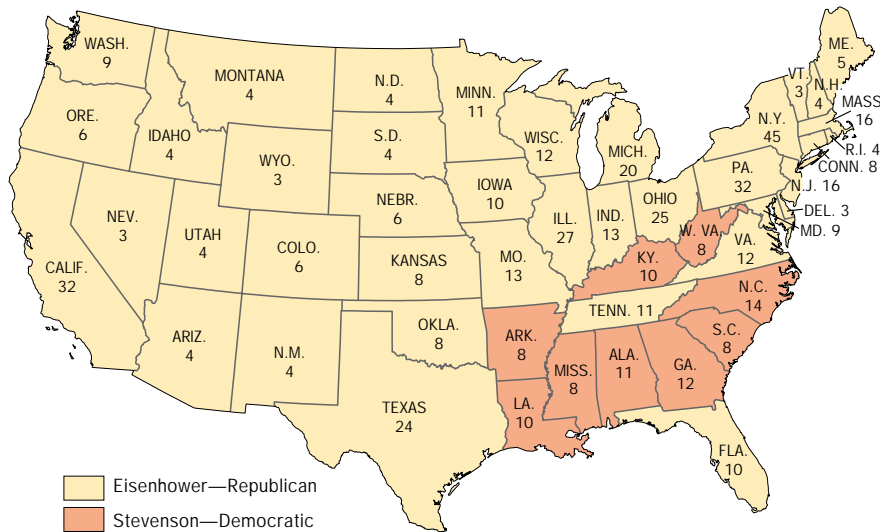 WASH.
9
ORE.
6
IDAHO
4
MONTANA
4
WYO.
3
NEV.
3
UTAH
4
COLO.
6
CALIF.
32
ARIZ.
4
N.M.
4
N.D.
4
S.D.
4
NEBR.
6
KANSAS
8
OKLA.
8
TEXAS
24
MINN.
11
IOWA
10
MO.
13
ARK.
8
LA.
10
WISC.
12
ILL.
27
MICH.
20
IND.
13
OHIO
25
KY.
10
TENN. 11
MISS.
8
ALA.
11
GA.
12
FLA.
10
S.C.
8
N.C.
14
VA.
12
W. VA.
8
PA.
32
N.Y.
45
VT.
3
N.H.
4
ME.
5
MASS
16
R.I. 4
CONN. 8
N.J. 16
DEL. 3
MD. 9
Eisenhower—Republican
Stevenson—Democratic